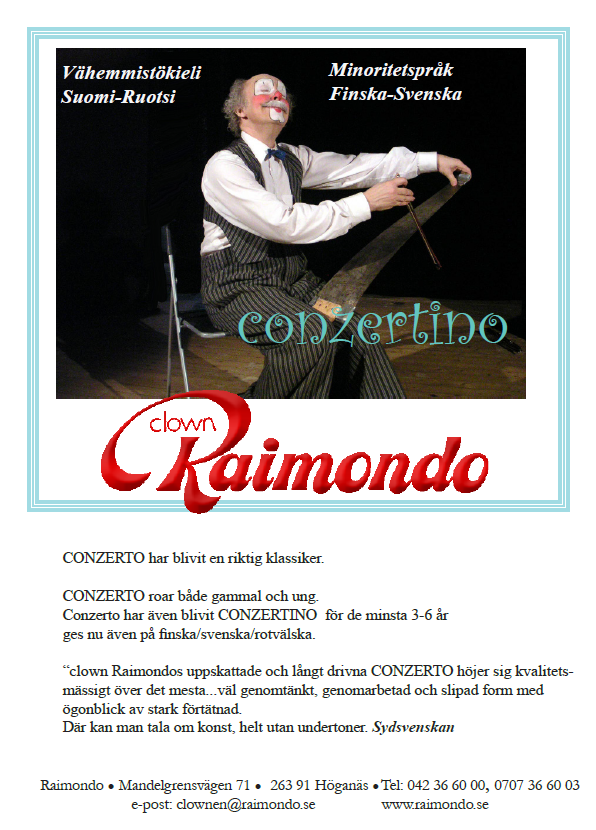 Vähemmistökieli
Suomi-Ruotsi
Minoritetspråk
Finska-Svenska
conzertino
clown
Raimondo
CONZERTO har blivit en riktig klassiker.
CONZERTO roar både gammal och ung.
Conzerto har även blivit CONZERTINO för de minsta 3-6 år
ges nu även på finska/svenska/rotvälska.
“clown Raimondos uppskattade och långt drivna CONZERTO höjer sig kvalitets-
mässigt över det mesta...väl genomtänkt, genomarbetad och slipad form med
ögonblick av stark förtätnad.
Där kan man tala om konst, helt utan undertoner. Sydsvenskan
Raimondo • Mandelgrensvägen 71 • 263 91 Höganäs • Tel: 042 36 60 00, 0707 36 60 03
e-post: clownen@raimondo.se www.raimondo.se